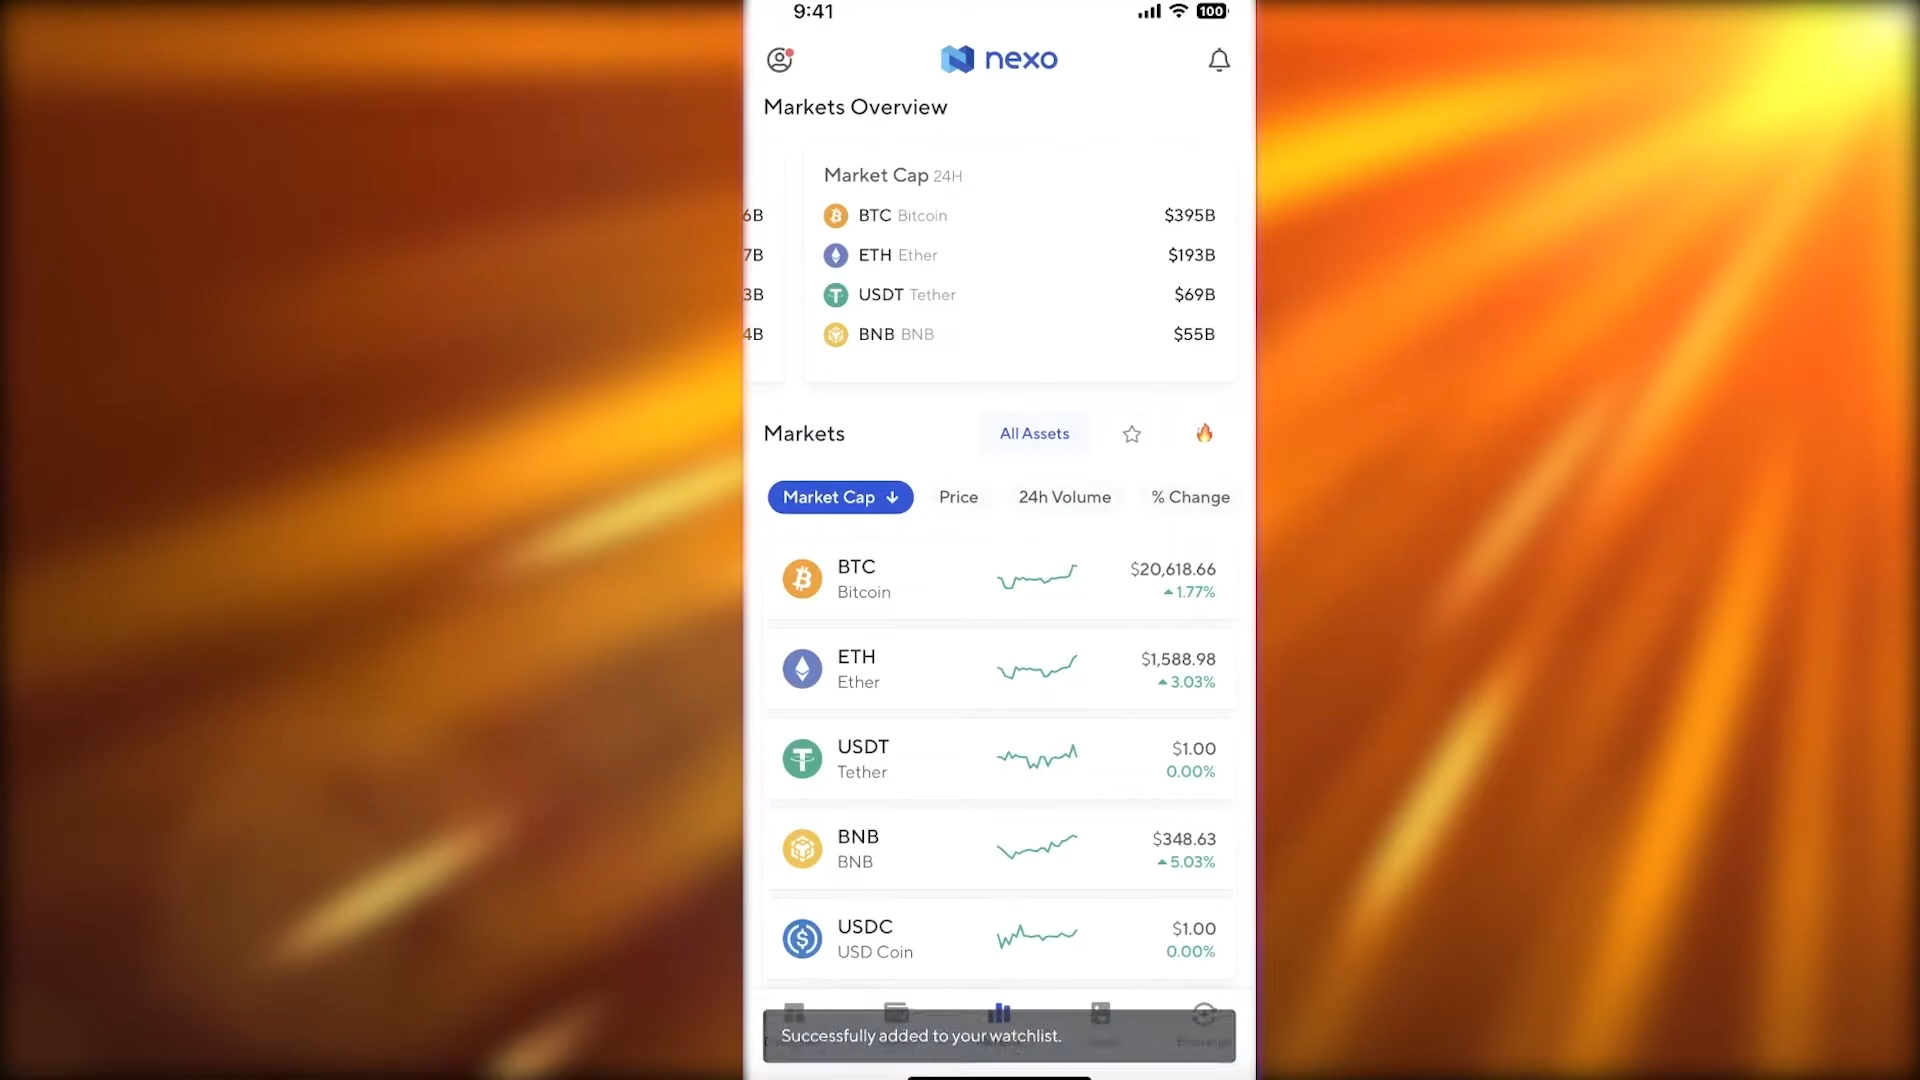 9:41
100
nexo
Markets Overview
Market Cap 24H
6B
BTC Bitcoin $395B
7B
ETH Ether $193B
3B
USDT Tether $69B
4B
BNB BNB $55B
Markets All Assets
Market Cap Price 24h Volume % Change
BTC
$20,618.66
Bitcoin
1.77%
ETH
$1,588.98
Ether
3.03%
USDT
$1.00
Tether
0.00%
BNB
$348.63
BNB
5.03%
USDC
$1.00
USD Coin
0.00%
Successfully added to your watchlist.